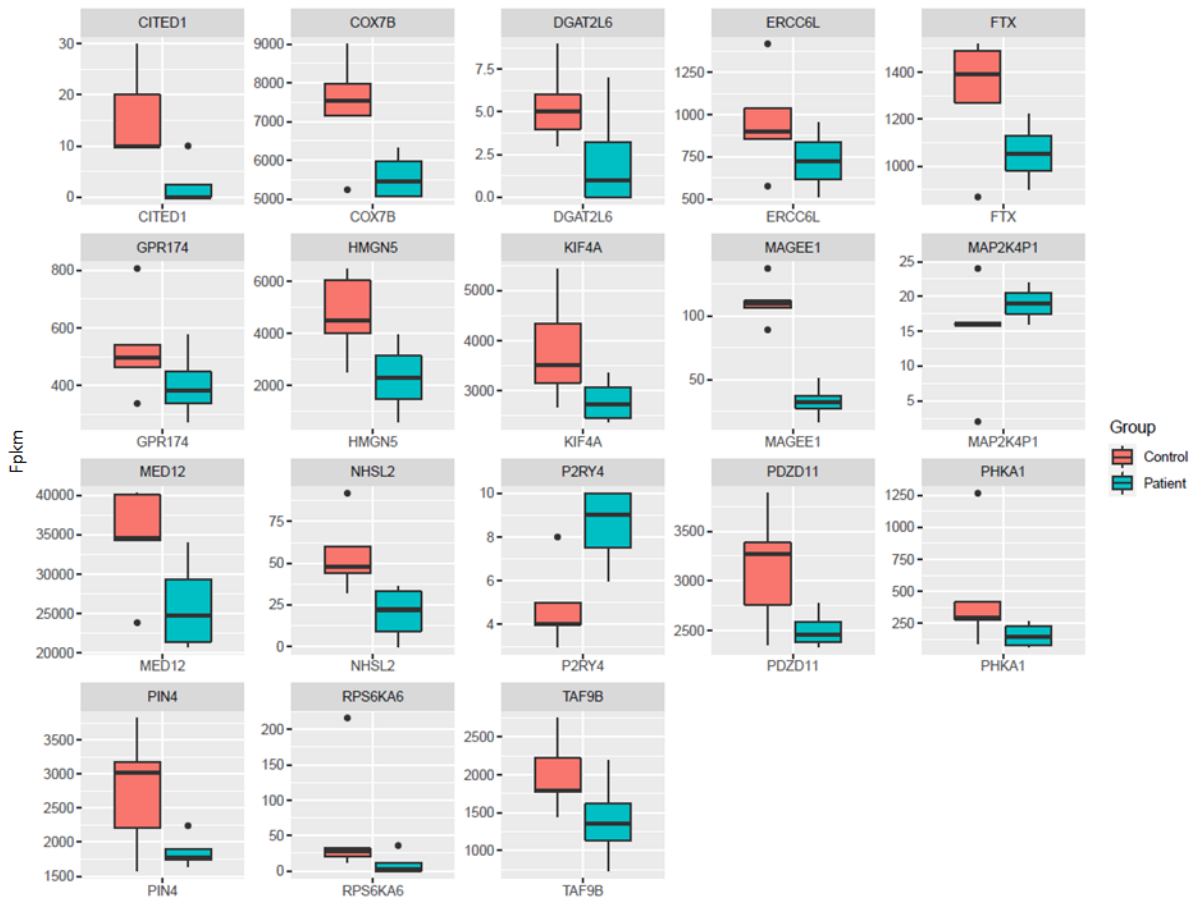 CITED1 COX7B DGAT2L6 ERCC6L FTX
30 20 10 0
9000 8000 7000 6000 5000
7.5 5.0 2.5 0.0
1250 1000 750 500
1400 1200 1000
CITED1 COX7B DGAT2L6 ERCC6L FTX
GPR174 HMGN5 KIF4A MAGEE1 MAP2K4P1
800 600 400
6000 4000 2000
5000 4000 3000
100 50
25 20 15 10 5
GPR174 HMGN5 KIF4A MAGEE1 MAP2K4P1
Fpkm
Group
Control
Patient
MED12 NHSL2 P2RY4 PDZD11 PHKA1
40000 35000 30000 25000 20000
75 50 25 0
10 8 6 4
3500 3000 2500
1250 1000 750 500 250
MED12 NHSL2 P2RY4 PDZD11 PHKA1
PIN4 RPS6KA6 TAF9B
3500 3000 2500 2000 1500
200 150 100 50 0
2500 2000 1500 1000
PIN4 RPS6KA6 TAF9B